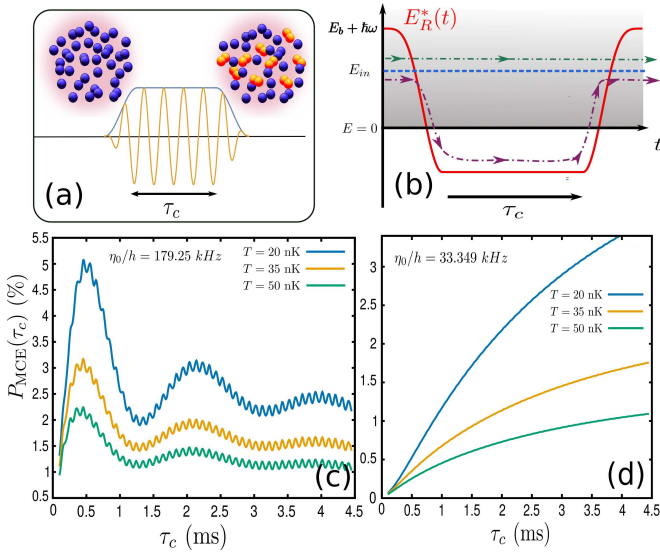 (a)
τ_c
E_b + ħω
E*_R(t)
E_in
E = 0
t
(b)
τ_c
P_MCE(τ_c) (%)
5.5
5
4.5
4
3.5
3
2.5
2
1.5
1
0.5
η_0/h = 179.25 kHz
T = 20 nK
T = 35 nK
T = 50 nK
(c)
0 0.5 1 1.5 2 2.5 3 3.5 4 4.5
τ_c (ms)
3
2.5
2
1.5
1
0.5
0
η_0/h = 33.349 kHz
T = 20 nK
T = 35 nK
T = 50 nK
(d)
0 0.5 1 1.5 2 2.5 3 3.5 4 4.5
τ_c (ms)